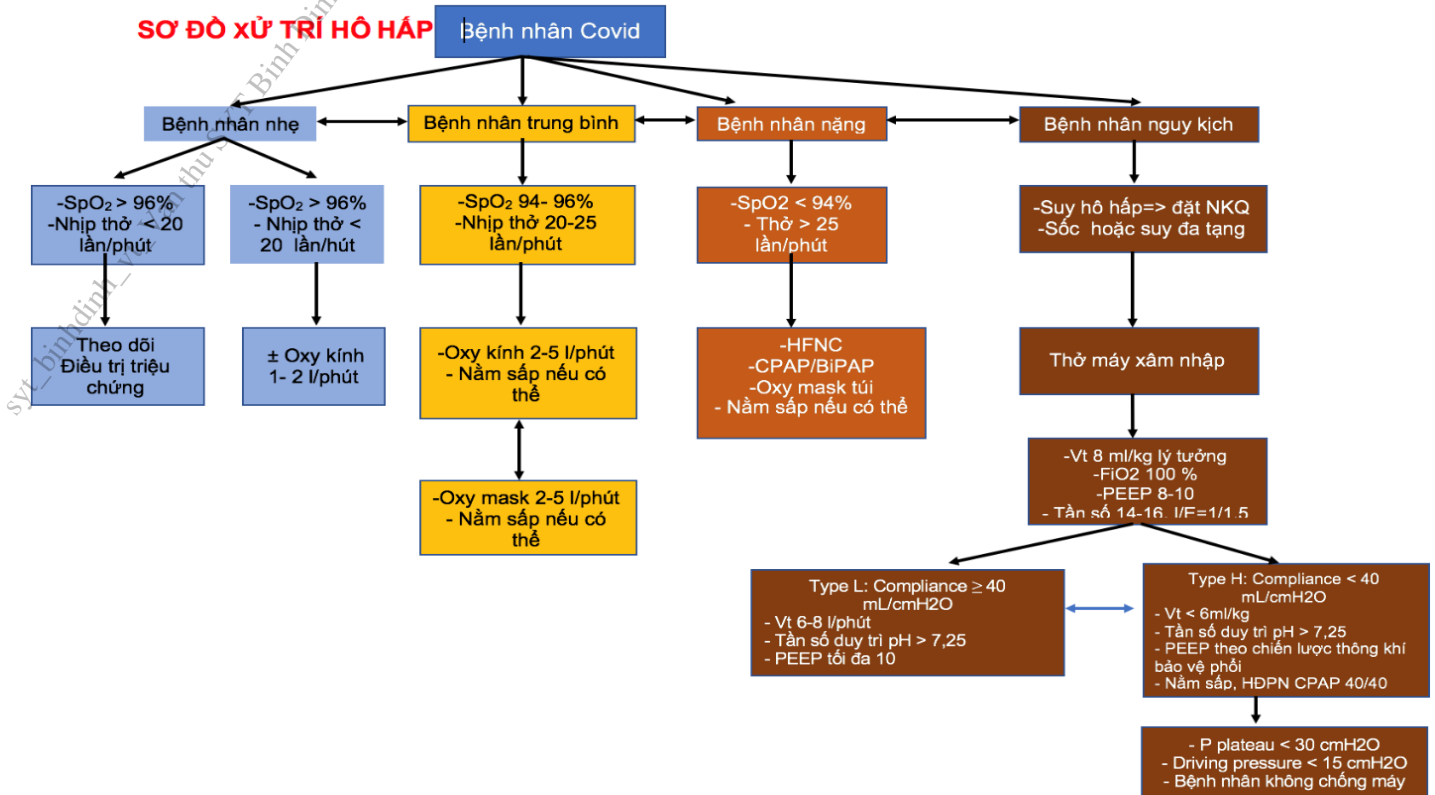 SƠ ĐỒ XỬ TRÍ HÔ HẤP
Bệnh nhân Covid
Bệnh nhân nhẹ
Bệnh nhân trung bình
Bệnh nhân nặng
Bệnh nhân nguy kịch
-SpO₂ > 96%
-Nhịp thở < 20
lần/phút
-SpO₂ > 96%
- Nhịp thở <
20 lần/hút
-SpO₂ 94- 96%
-Nhịp thở 20-25
lần/phút
-SpO2 < 94%
- Thở > 25
lần/phút
-Suy hô hấp=> đặt NKQ
-Sốc hoặc suy đa tạng
Theo dõi
Điều trị triệu
chứng
± Oxy kính
1- 2 l/phút
-Oxy kính 2-5 l/phút
- Nằm sấp nếu có
thể
-HFNC
-CPAP/BiPAP
-Oxy mask túi
- Nằm sấp nếu có thể
Thở máy xâm nhập
-Oxy mask 2-5 l/phút
- Nằm sấp nếu có
thể
-Vt 8 ml/kg lý tưởng
-FiO2 100 %
-PEEP 8-10
- Tần số 14-16, I/E=1/1.5
Type L: Compliance ≥ 40
mL/cmH2O
- Vt 6-8 l/phút
- Tần số duy trì pH > 7,25
- PEEP tối đa 10
Type H: Compliance < 40
mL/cmH2O
- Vt < 6ml/kg
- Tần số duy trì pH > 7,25
- PEEP theo chiến lược thông khí
bảo vệ phổi
- Nằm sấp, HĐPN CPAP 40/40
- P plateau < 30 cmH2O
- Driving pressure < 15 cmH2O
- Bệnh nhân không chống máy